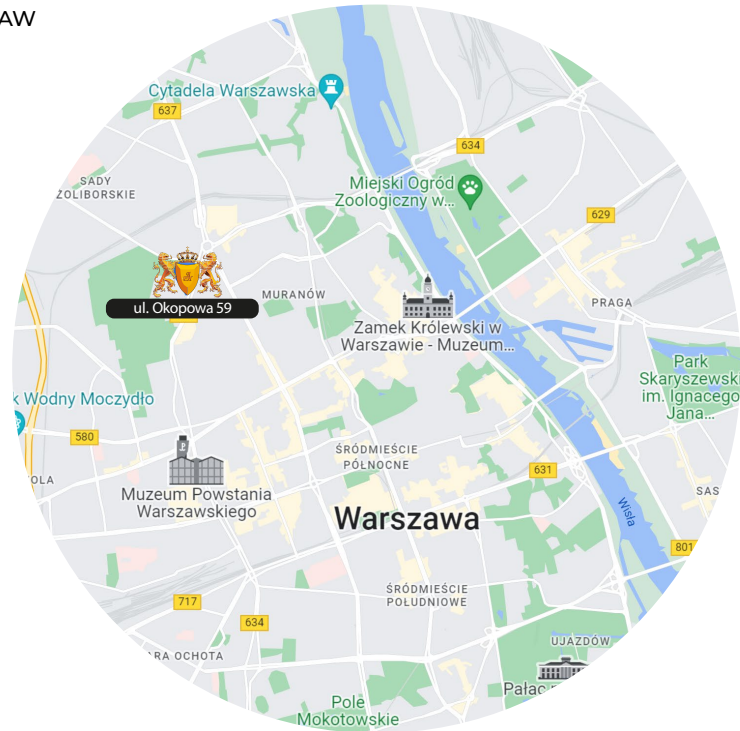 AW
Cytadela Warszawska
637
634
SADY
ŻOLIBORSKIE
Miejski Ogród
Zoologiczny w...
629
ul. Okopowa 59
MURANÓW
PRAGA
Zamek Królewski w
Warszawie - Muzeum...
Park
Skaryszewski
im. Ignacego
Jana...
k Wodny Moczydło
580
ŚRÓDMIEŚCIE
PÓŁNOCNE
631
OLA
Muzeum Powstania
Warszawskiego
SAS
Wisła
Warszawa
801
ŚRÓDMIEŚCIE
POŁUDNIOWE
717
634
UJAZDÓW
ARA OCHOTA
Pałac
Pole
Mokotowskie